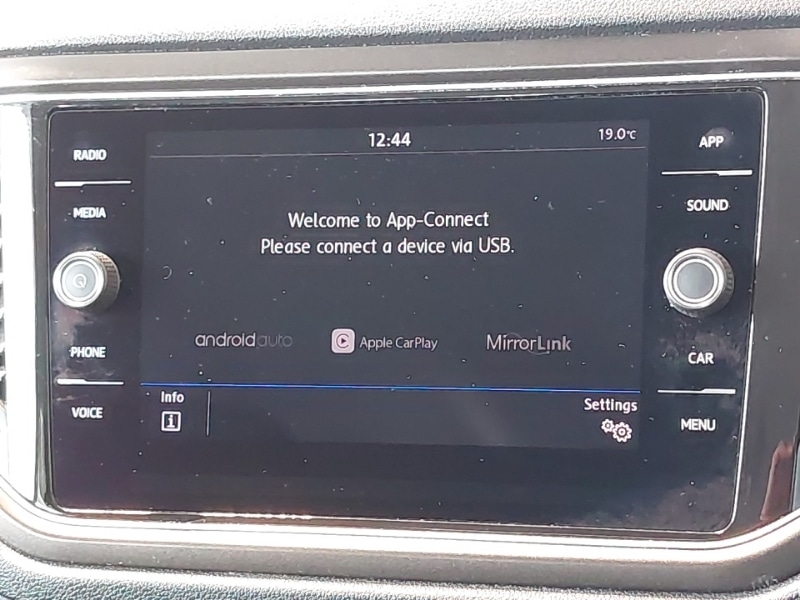 12:44
19.0°C
RADIO
APP
MEDIA
SOUND
Welcome to App-Connect
Please connect a device via USB.
androidauto
Apple CarPlay
MirrorLink
PHONE
CAR
VOICE
Info
Settings
MENU